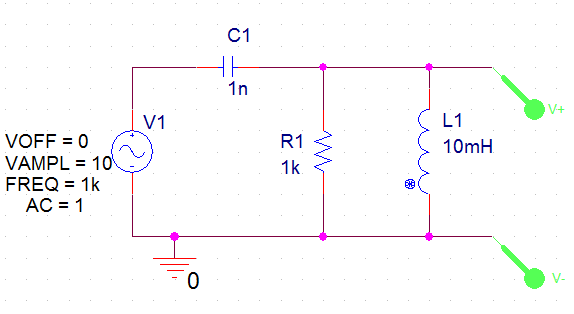 C1
1n
V1
VOFF = 0
VAMPL = 10
FREQ = 1k
AC = 1
R1
1k
L1
10mH
V+
V-
0